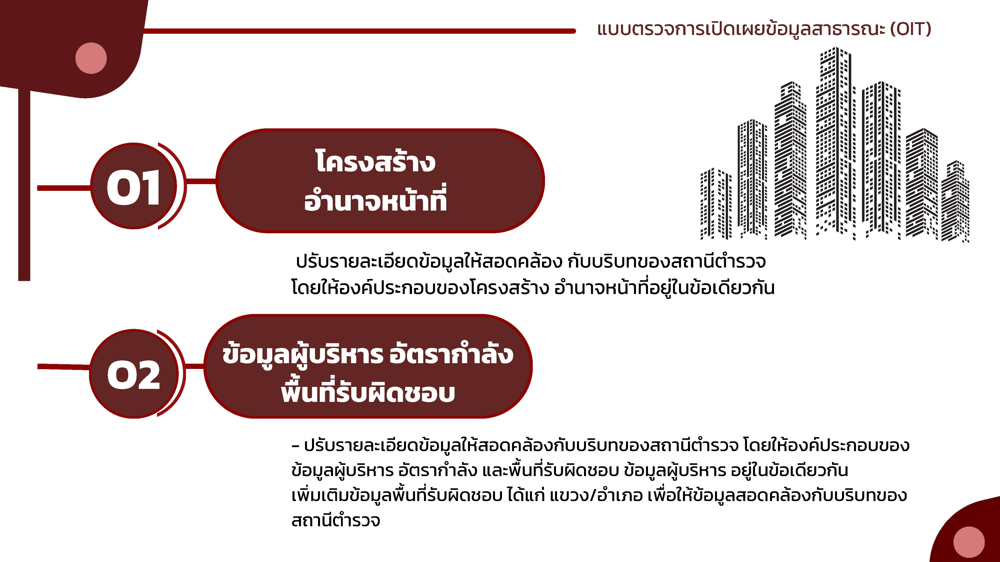 แบบตรวจการเปิดเผยข้อมูลสาธารณะ (OIT)
O1
โครงสร้าง
อำนาจหน้าที่
ปรับรายละเอียดข้อมูลให้สอดคล้อง กับบริบทของสถานีตำรวจ
โดยให้องค์ประกอบของโครงสร้าง อำนาจหน้าที่อยู่ในข้อเดียวกัน
O2
ข้อมูลผู้บริหาร อัตรากำลัง
พื้นที่รับผิดชอบ
- ปรับรายละเอียดข้อมูลให้สอดคล้องกับบริบทของสถานีตำรวจ โดยให้องค์ประกอบของ
ข้อมูลผู้บริหาร อัตรากำลัง และพื้นที่รับผิดชอบ ข้อมูลผู้บริหาร อยู่ในข้อเดียวกัน
เพิ่มเติมข้อมูลพื้นที่รับผิดชอบ ได้แก่ แขวง/อำเภอ เพื่อให้ข้อมูลสอดคล้องกับบริบทของ
สถานีตำรวจ